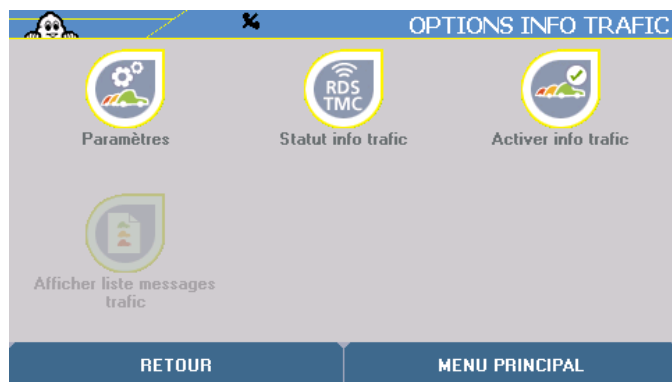 OPTIONS INFO TRAFIC
RDS
TMC
Paramètres
Statut info trafic
Activer info trafic
Afficher liste messages
trafic
RETOUR
MENU PRINCIPAL